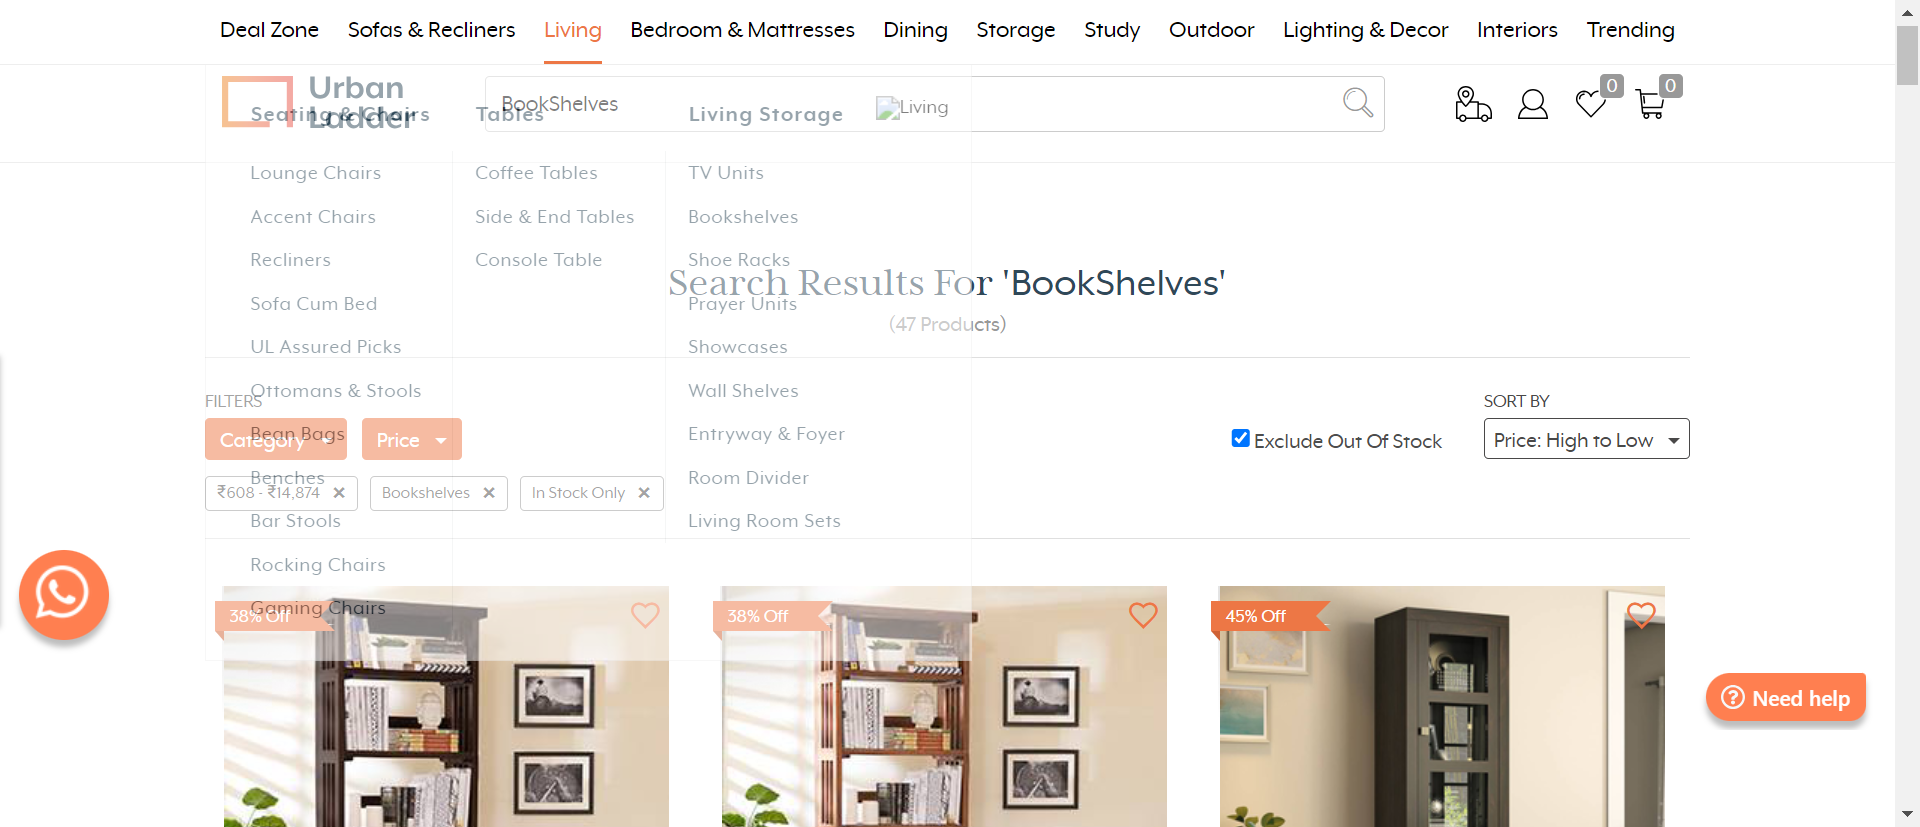 Deal Zone Sofas & Recliners Living Bedroom & Mattresses Dining Storage Study Outdoor Lighting & Decor Interiors Trending
Urban
Ladder
BookShelves
0
0
Seating & Chairs
Lounge Chairs
Accent Chairs
Recliners
Sofa Cum Bed
UL Assured Picks
Ottomans & Stools
Bean Bags
Benches
Bar Stools
Rocking Chairs
Gaming Chairs
Tables
Coffee Tables
Side & End Tables
Console Table
Living Storage
TV Units
Bookshelves
Shoe Racks
Prayer Units
Showcases
Wall Shelves
Entryway & Foyer
Room Divider
Living Room Sets
Living
Search Results For 'BookShelves'
(47 Products)
FILTERS
Category
Price
Exclude Out Of Stock
SORT BY
Price: High to Low
₹608 - ₹14,874
Bookshelves
In Stock Only
38% Off
38% Off
45% Off
Need help